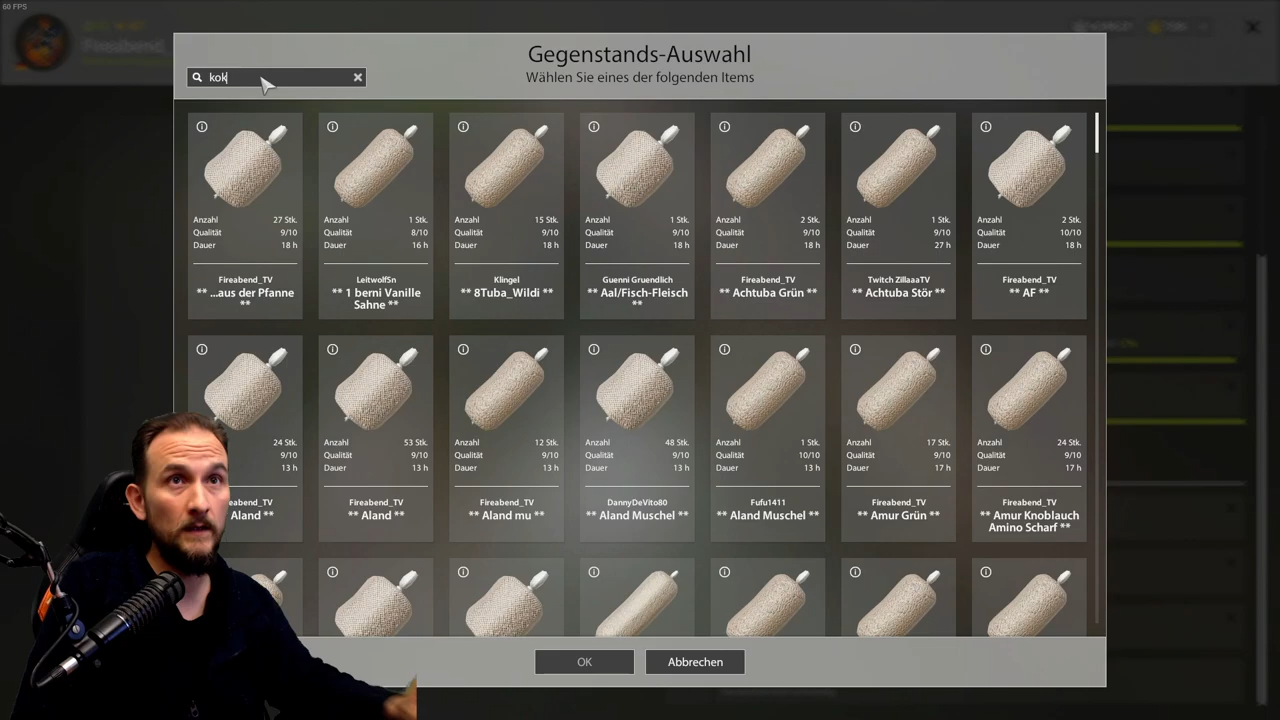 60 FPS
Fireabend_
Gegenstands-Auswahl
kok
Wählen Sie eines der folgenden Items
Anzahl 27 Stk.
Qualität 9/10
Dauer 18 h
Fireabend_TV
** ...aus der Pfanne
**
Anzahl 1 Stk.
Qualität 8/10
Dauer 16 h
LeitwolfSn
** 1 berni Vanille
Sahne **
Anzahl 15 Stk.
Qualität 9/10
Dauer 18 h
Klingel
** 8Tuba_Wildi **
Anzahl 1 Stk.
Qualität 9/10
Dauer 18 h
Guenni Gruendlich
** Aal/Fisch-Fleisch
**
Anzahl 2 Stk.
Qualität 9/10
Dauer 18 h
Fireabend_TV
** Achtuba Grün **
Anzahl 1 Stk.
Qualität 9/10
Dauer 27 h
Twitch ZillaaaTV
** Achtuba Stör **
Anzahl 2 Stk.
Qualität 10/10
Dauer 18 h
Fireabend_TV
** AF **
24 Stk.
9/10
13 h
eabend_TV
Aland **
Anzahl 53 Stk.
Qualität 9/10
Dauer 13 h
Fireabend_TV
** Aland **
Anzahl 12 Stk.
Qualität 9/10
Dauer 13 h
Fireabend_TV
** Aland mu **
Anzahl 48 Stk.
Qualität 9/10
Dauer 13 h
DannyDeVito80
** Aland Muschel **
Anzahl 1 Stk.
Qualität 10/10
Dauer 13 h
Fufu1411
** Aland Muschel **
Anzahl 17 Stk.
Qualität 9/10
Dauer 17 h
Fireabend_TV
** Amur Grün **
Anzahl 24 Stk.
Qualität 9/10
Dauer 17 h
Fireabend_TV
** Amur Knoblauch
Amino Scharf **
OK
Abbrechen